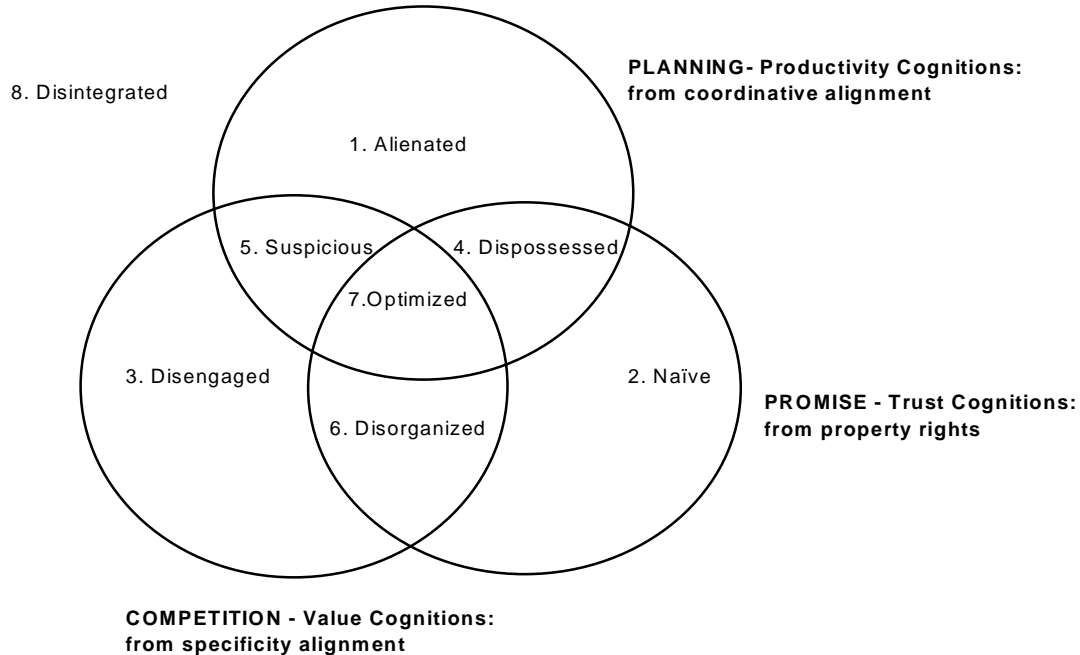 PLANNING- Productivity Cognitions:
from coordinative alignment
8. Disintegrated
1. Alienated
5. Suspicious
4. Dispossessed
7.Optimized
3. Disengaged
2. Naïve
PROMISE - Trust Cognitions:
from property rights
6. Disorganized
COMPETITION - Value Cognitions:
from specificity alignment